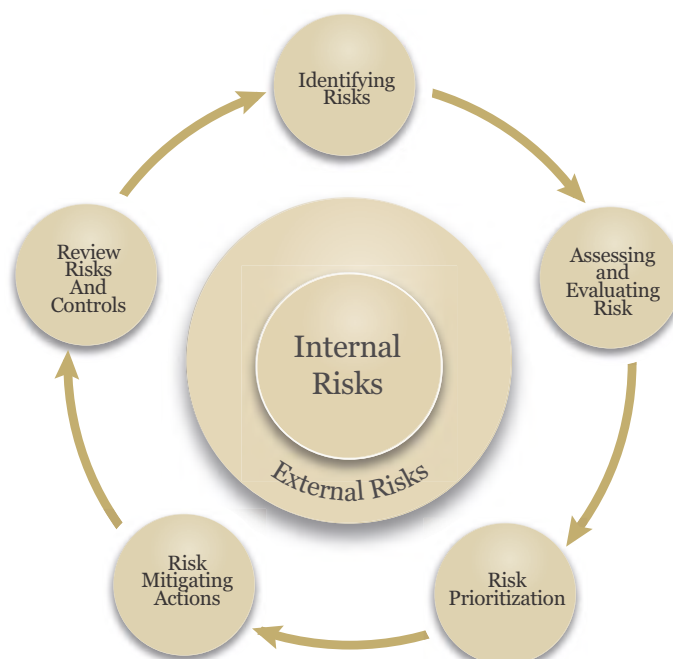 Identifying
Risks
Assessing
and
Evaluating
Risk
Risk
Prioritization
Risk
Mitigating
Actions
Review
Risks
And
Controls
Internal
Risks
External Risks